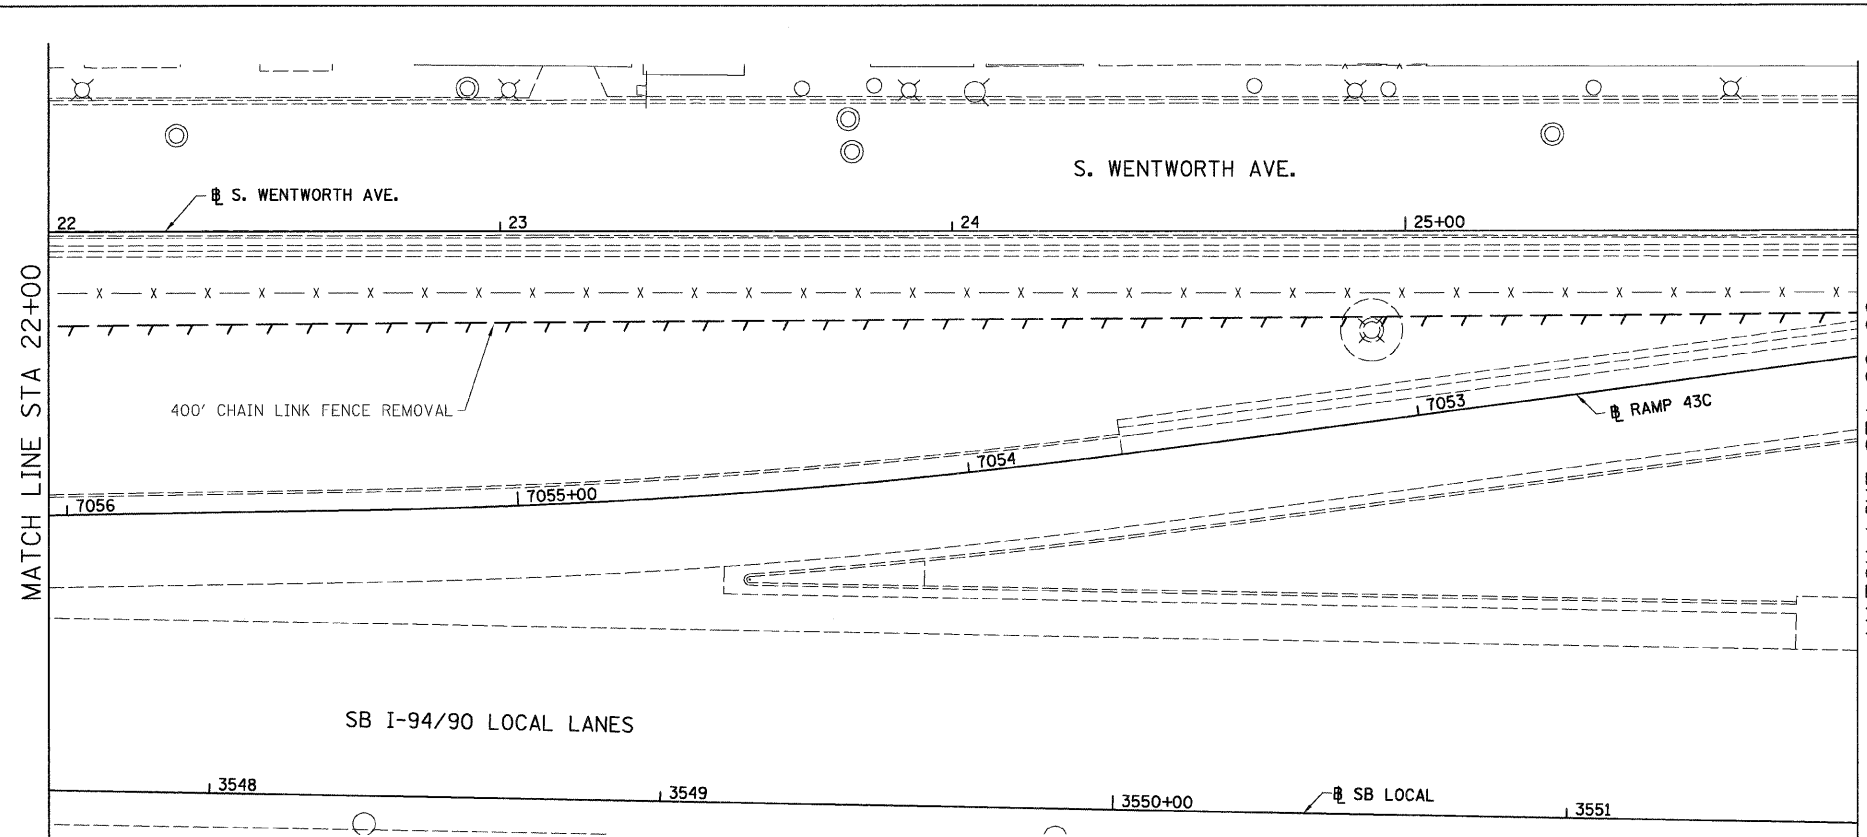 S. WENTWORTH AVE.
℄ S. WENTWORTH AVE.
22
23
24
25+00
MATCH LINE STA 22+00
400' CHAIN LINK FENCE REMOVAL
7053
℄ RAMP 43C
7054
7055+00
7056
SB I-94/90 LOCAL LANES
3548
3549
3550+00
℄ SB LOCAL
3551